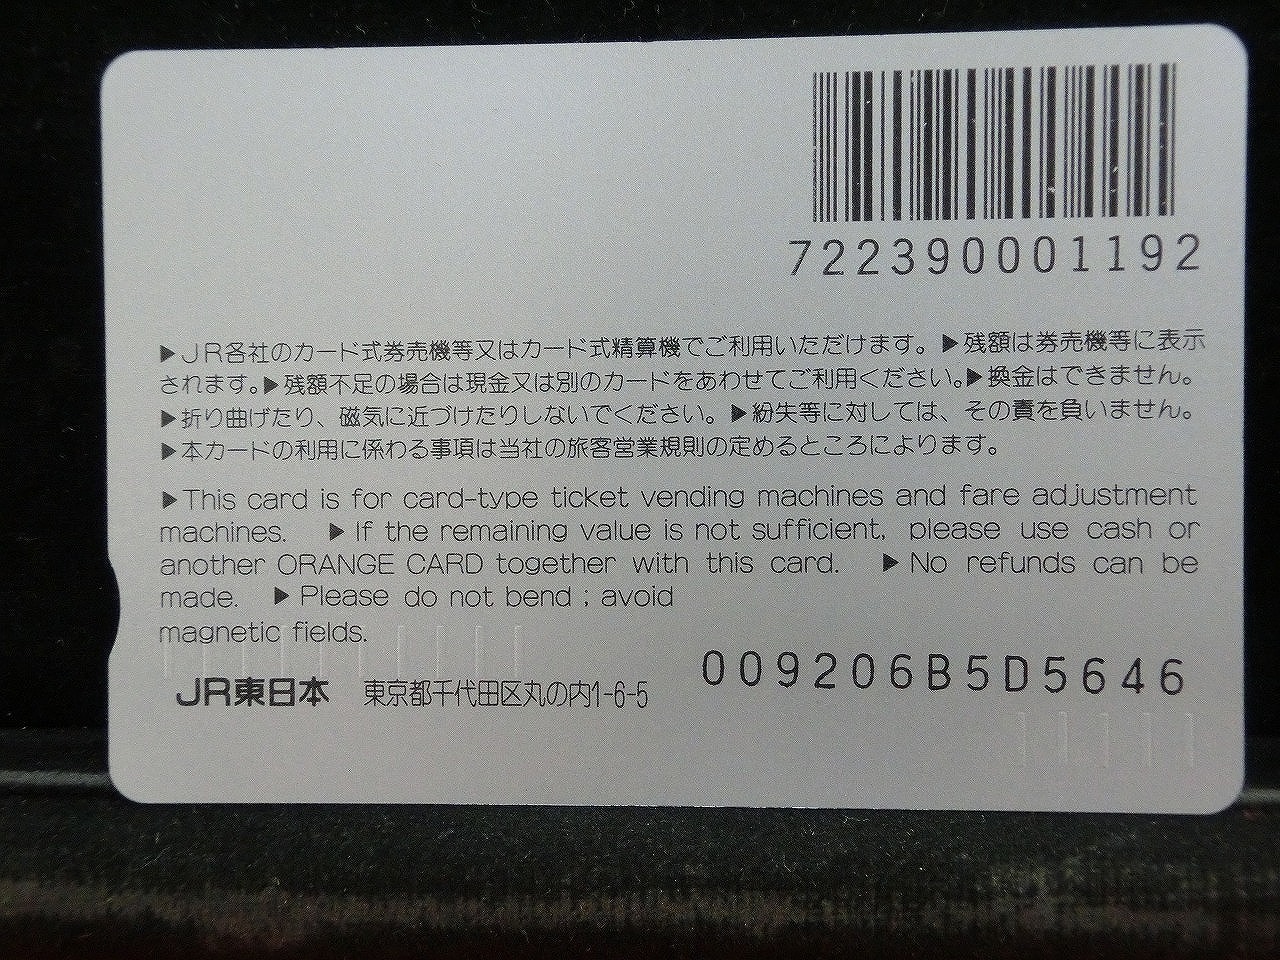 722390001192
▶JR各社のカード式券売機等又はカード式精算機でご利用いただけます。▶残額は券売機等に表示
されます。▶残額不足の場合は現金又は別のカードをあわせてご利用ください。▶換金はできません。
▶折り曲げたり、磁気に近づけたりしないでください。▶紛失等に対しては、その責を負いません。
▶本カードの利用に係わる事項は当社の旅客営業規則の定めるところによります。
▶This card is for card-type ticket vending machines and fare adjustment
machines. ▶If the remaining value is not sufficient, please use cash or
another ORANGE CARD together with this card. ▶No refunds can be
made. ▶Please do not bend ; avoid
magnetic fields.
JR東日本 東京都千代田区丸の内1-6-5
009206B5D5646